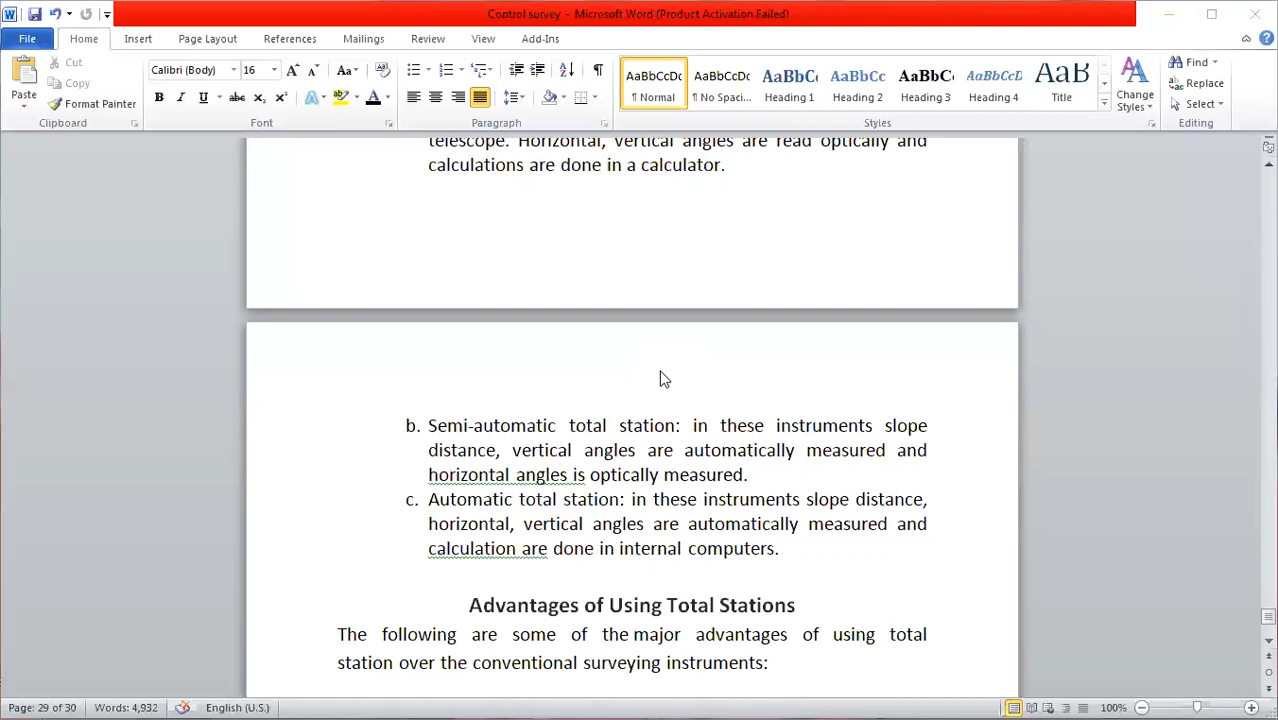 Control survey - Microsoft Word (Product Activation Failed)
File Home Insert Page Layout References Mailings Review View Add-Ins
Paste
Cut
Copy
Format Painter
Clipboard
Calibri (Body) 16 Aa
B I U abc x₂ x² A ab A
Font
Paragraph
AaBbCcDc AaBbCcDc AaBbC AaBbCc AaBbC AaBbCcD AaB
¶ Normal ¶ No Spaci... Heading 1 Heading 2 Heading 3 Heading 4 Title
Styles
Change
Styles
Find
Replace
Select
Editing
telescope. Horizontal, vertical angles are read optically and
calculations are done in a calculator.
b. Semi-automatic total station: in these instruments slope
distance, vertical angles are automatically measured and
horizontal angles is optically measured.
c. Automatic total station: in these instruments slope distance,
horizontal, vertical angles are automatically measured and
calculation are done in internal computers.
Advantages of Using Total Stations
The following are some of the major advantages of using total
station over the conventional surveying instruments:
Page: 29 of 30 Words: 4,932 English (U.S.) 100%